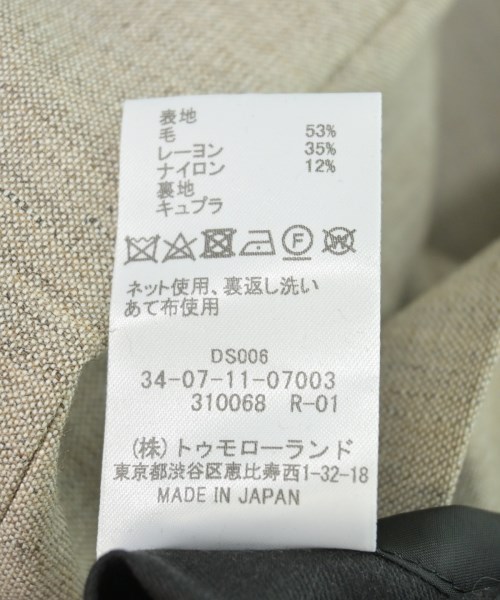 表地
毛 53%
レーヨン 35%
ナイロン 12%
裏地
キュプラ
F W
ネット使用、裏返し洗い
あて布使用
DS006
34-07-11-07003
310068 R-01
(株)トゥモローランド
東京都渋谷区恵比寿西1-32-18
MADE IN JAPAN